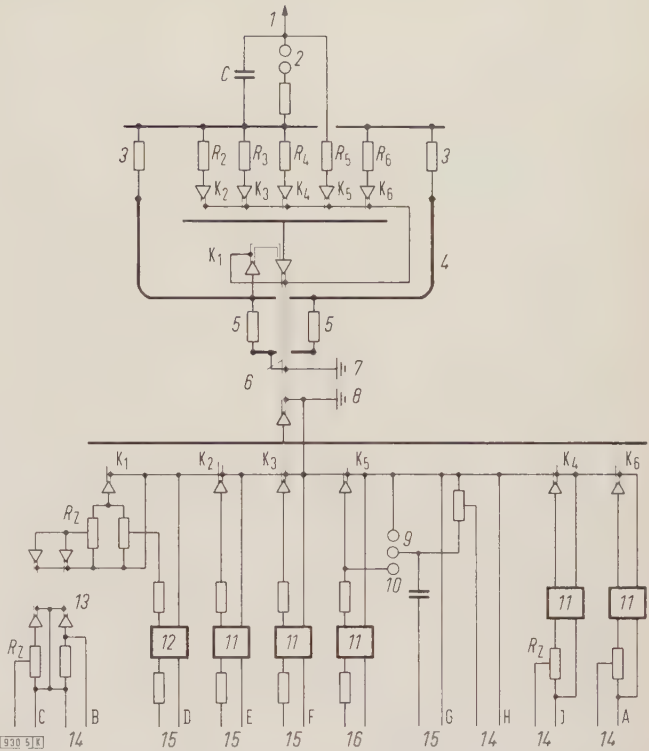 1
2
C
3 R2 R3 R4 R5 R6 3
K2 K3 K4 K5 K6
K1
4
5 5
6 7
8
K1 K2 K3 K5 K4 K6
Rz
9
10
13
12 11 11 11 11 11
Rz Rz
C B D E F G H J A
14 15 15 15 16 15 14 14 14
930 5 K